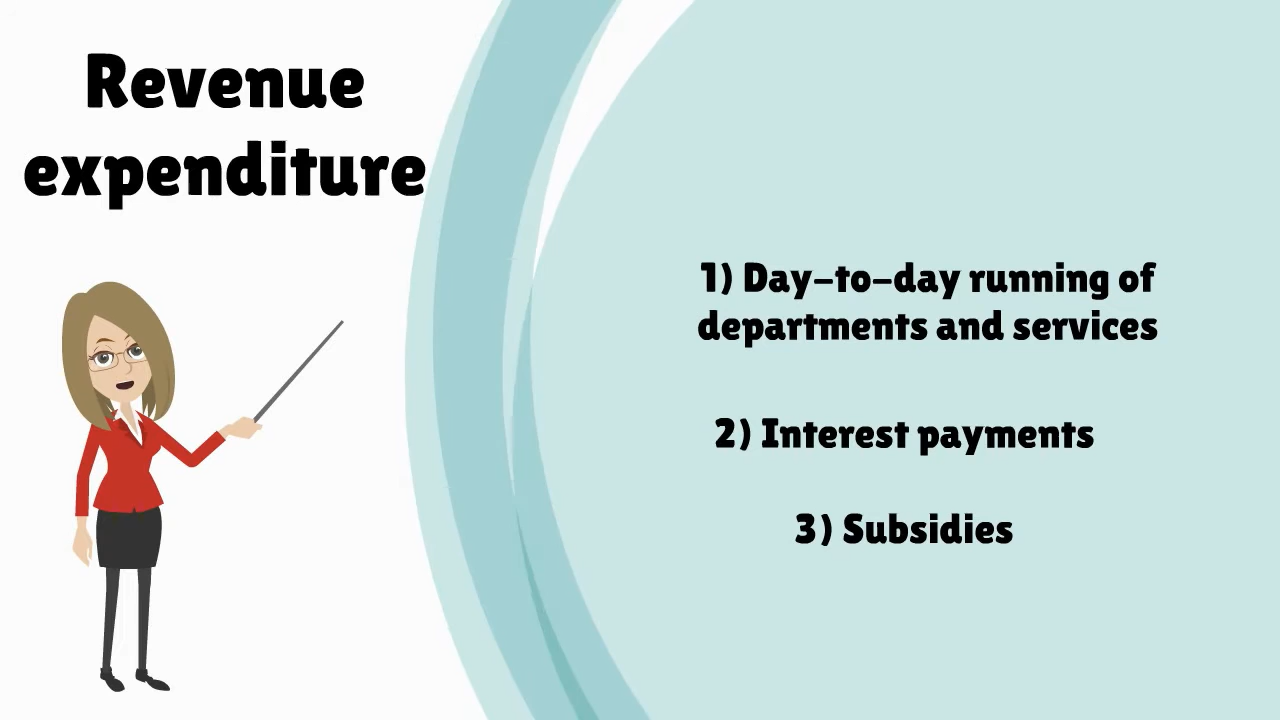 Revenue
expenditure
1) Day-to-day running of
departments and services
2) Interest payments
3) Subsidies